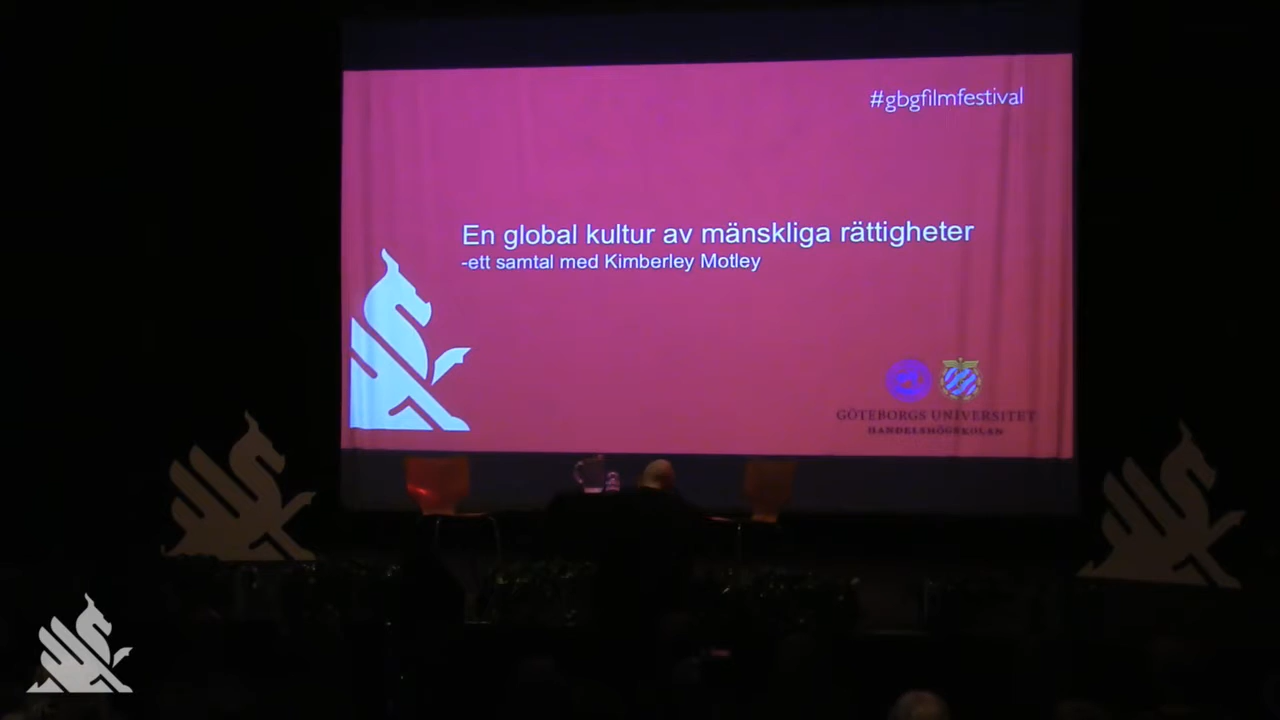 #gbgfilmfestival
En global kultur av mänskliga rättigheter
-ett samtal med Kimberley Motley
GÖTEBORGS UNIVERSITET
HANDELSHÖGSKOLAN